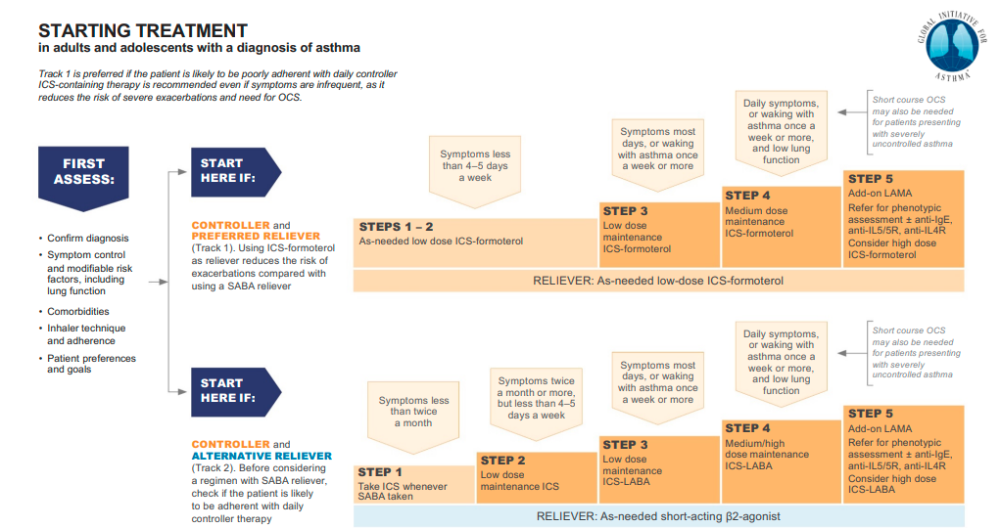 STARTING TREATMENT
in adults and adolescents with a diagnosis of asthma
Track 1 is preferred if the patient is likely to be poorly adherent with daily controller
ICS-containing therapy is recommended even if symptoms are infrequent, as it
reduces the risk of severe exacerbations and need for OCS.
GLOBAL INITIATIVE FOR
ASTHMA
FIRST
ASSESS:
• Confirm diagnosis
• Symptom control
and modifiable risk
factors, including
lung function
• Comorbidities
• Inhaler technique
and adherence
• Patient preferences
and goals
START
HERE IF:
CONTROLLER and
PREFERRED RELIEVER
(Track 1). Using ICS-formoterol
as reliever reduces the risk of
exacerbations compared with
using a SABA reliever
Symptoms less
than 4–5 days
a week
Symptoms most
days, or waking
with asthma once
a week or more
Daily symptoms,
or waking with
asthma once a
week or more,
and low lung
function
Short course OCS
may also be needed
for patients presenting
with severely
uncontrolled asthma
STEPS 1 – 2
As-needed low dose ICS-formoterol
STEP 3
Low dose
maintenance
ICS-formoterol
STEP 4
Medium dose
maintenance
ICS-formoterol
STEP 5
Add-on LAMA
Refer for phenotypic
assessment ± anti-IgE,
anti-IL5/5R, anti-IL4R
Consider high dose
ICS-formoterol
RELIEVER: As-needed low-dose ICS-formoterol
START
HERE IF:
CONTROLLER and
ALTERNATIVE RELIEVER
(Track 2). Before considering
a regimen with SABA reliever,
check if the patient is likely
to be adherent with daily
controller therapy
Symptoms less
than twice
a month
Symptoms twice
a month or more,
but less than 4–5
days a week
Symptoms most
days, or waking
with asthma once
a week or more
Daily symptoms,
or waking with
asthma once a
week or more,
and low lung
function
Short course OCS
may also be needed
for patients presenting
with severely
uncontrolled asthma
STEP 1
Take ICS whenever
SABA taken
STEP 2
Low dose
maintenance ICS
STEP 3
Low dose
maintenance
ICS-LABA
STEP 4
Medium/high
dose maintenance
ICS-LABA
STEP 5
Add-on LAMA
Refer for phenotypic
assessment ± anti-IgE,
anti-IL5/5R, anti-IL4R
Consider high dose
ICS-LABA
RELIEVER: As-needed short-acting β2-agonist